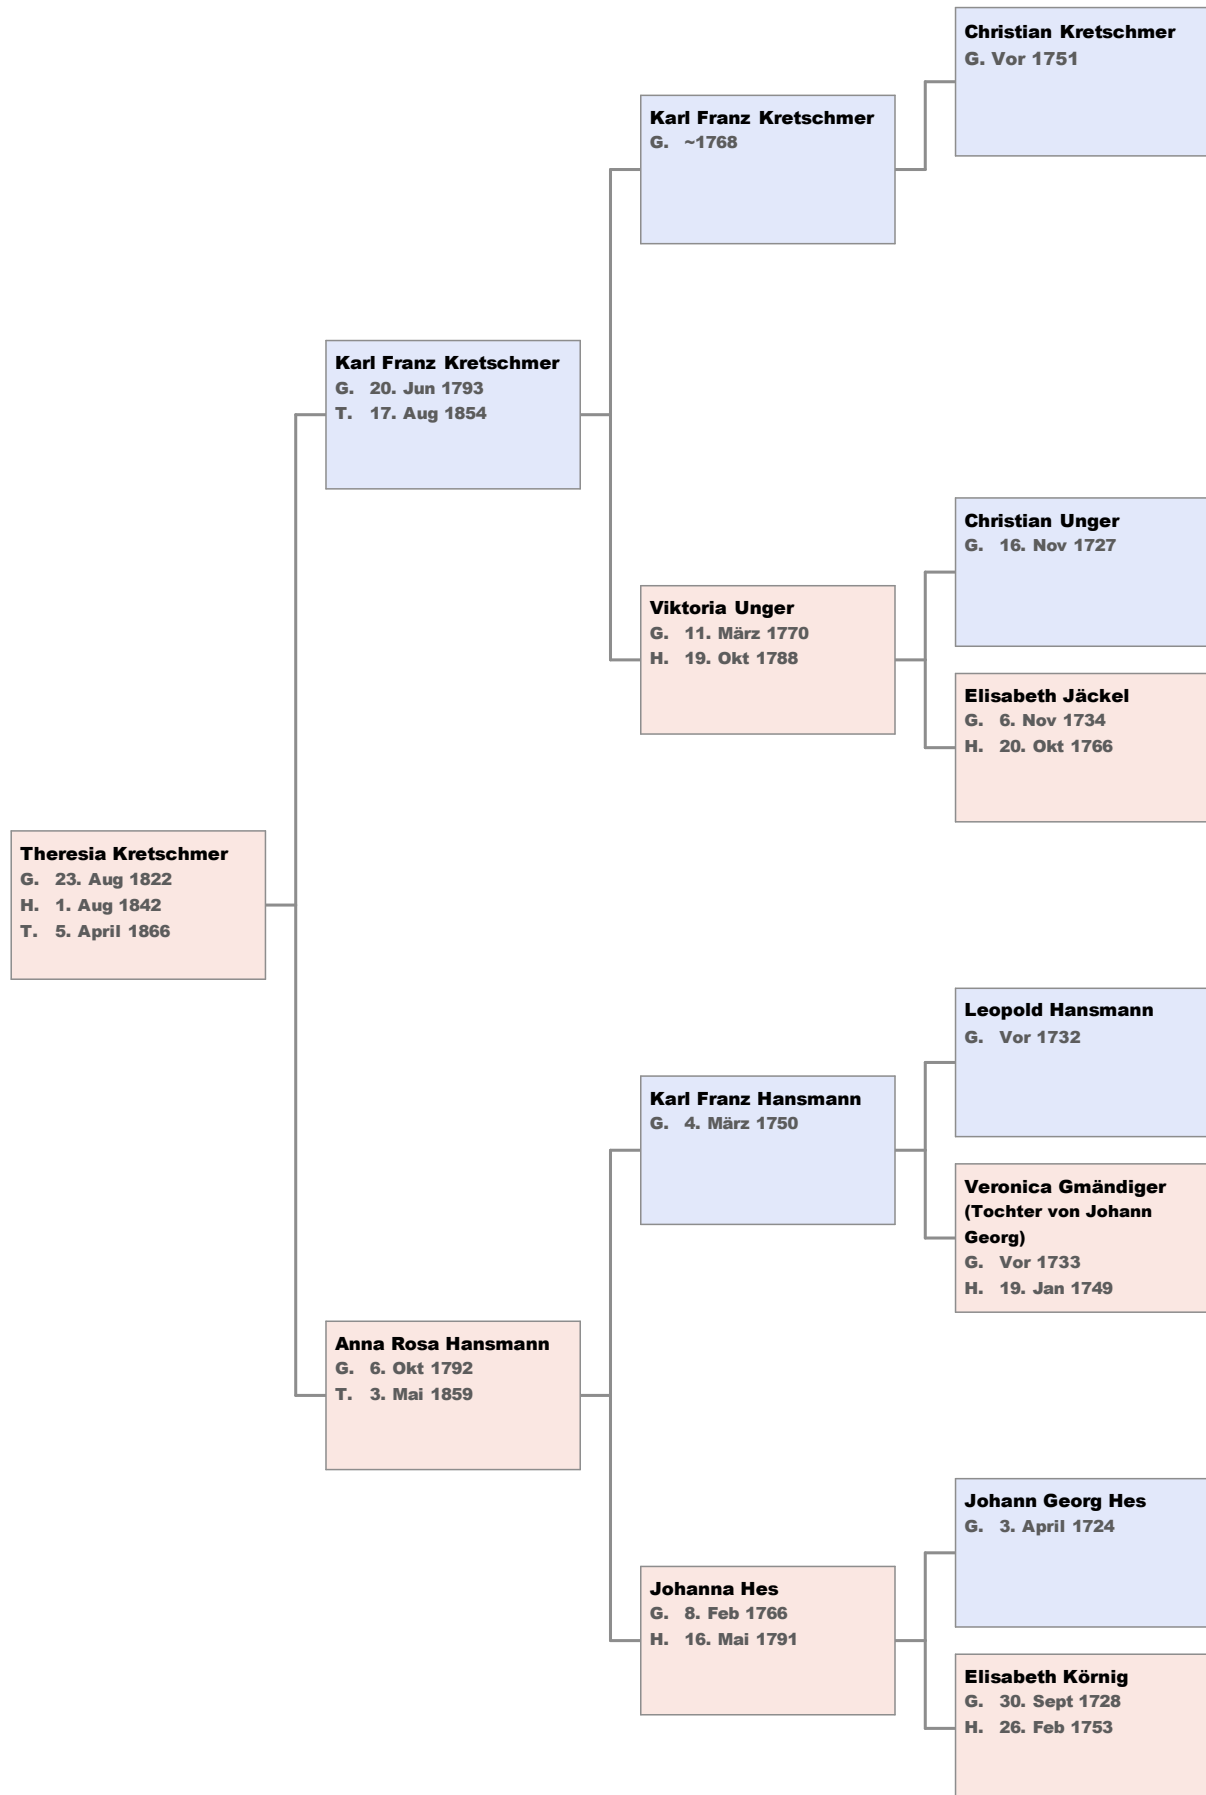 Christian Kretschmer
G. Vor 1751
Karl Franz Kretschmer
G. ~1768
Karl Franz Kretschmer
G. 20. Jun 1793
T. 17. Aug 1854
Christian Unger
G. 16. Nov 1727
Viktoria Unger
G. 11. März 1770
H. 19. Okt 1788
Elisabeth Jäckel
G. 6. Nov 1734
H. 20. Okt 1766
Theresia Kretschmer
G. 23. Aug 1822
H. 1. Aug 1842
T. 5. April 1866
Leopold Hansmann
G. Vor 1732
Karl Franz Hansmann
G. 4. März 1750
Veronica Gmändiger
(Tochter von Johann
Georg)
G. Vor 1733
H. 19. Jan 1749
Anna Rosa Hansmann
G. 6. Okt 1792
T. 3. Mai 1859
Johann Georg Hes
G. 3. April 1724
Johanna Hes
G. 8. Feb 1766
H. 16. Mai 1791
Elisabeth Körnig
G. 30. Sept 1728
H. 26. Feb 1753